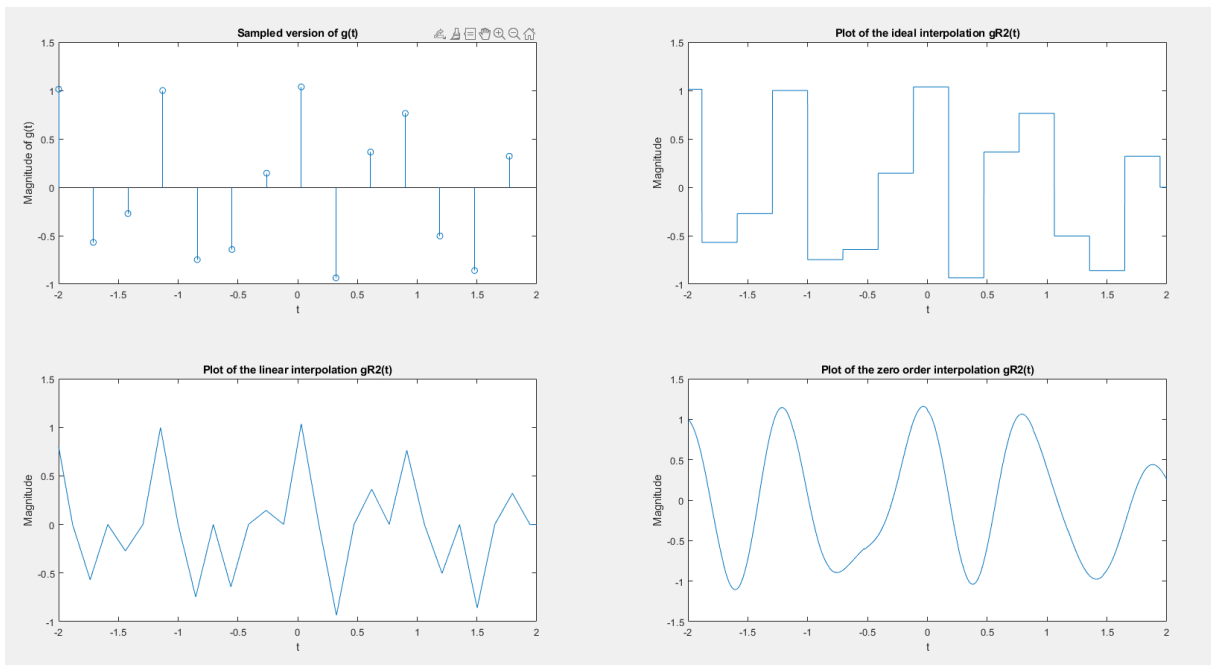 Sampled version of g(t)
1.5
1
0.5
0
-0.5
-1
Magnitude of g(t)
-2 -1.5 -1 -0.5 0 0.5 1 1.5 2
t
Plot of the ideal interpolation gR2(t)
1.5
1
0.5
0
-0.5
-1
Magnitude
-2 -1.5 -1 -0.5 0 0.5 1 1.5 2
t
Plot of the linear interpolation gR2(t)
1.5
1
0.5
0
-0.5
-1
Magnitude
-2 -1.5 -1 -0.5 0 0.5 1 1.5 2
t
Plot of the zero order interpolation gR2(t)
1.5
1
0.5
0
-0.5
-1
-1.5
Magnitude
-2 -1.5 -1 -0.5 0 0.5 1 1.5 2
t